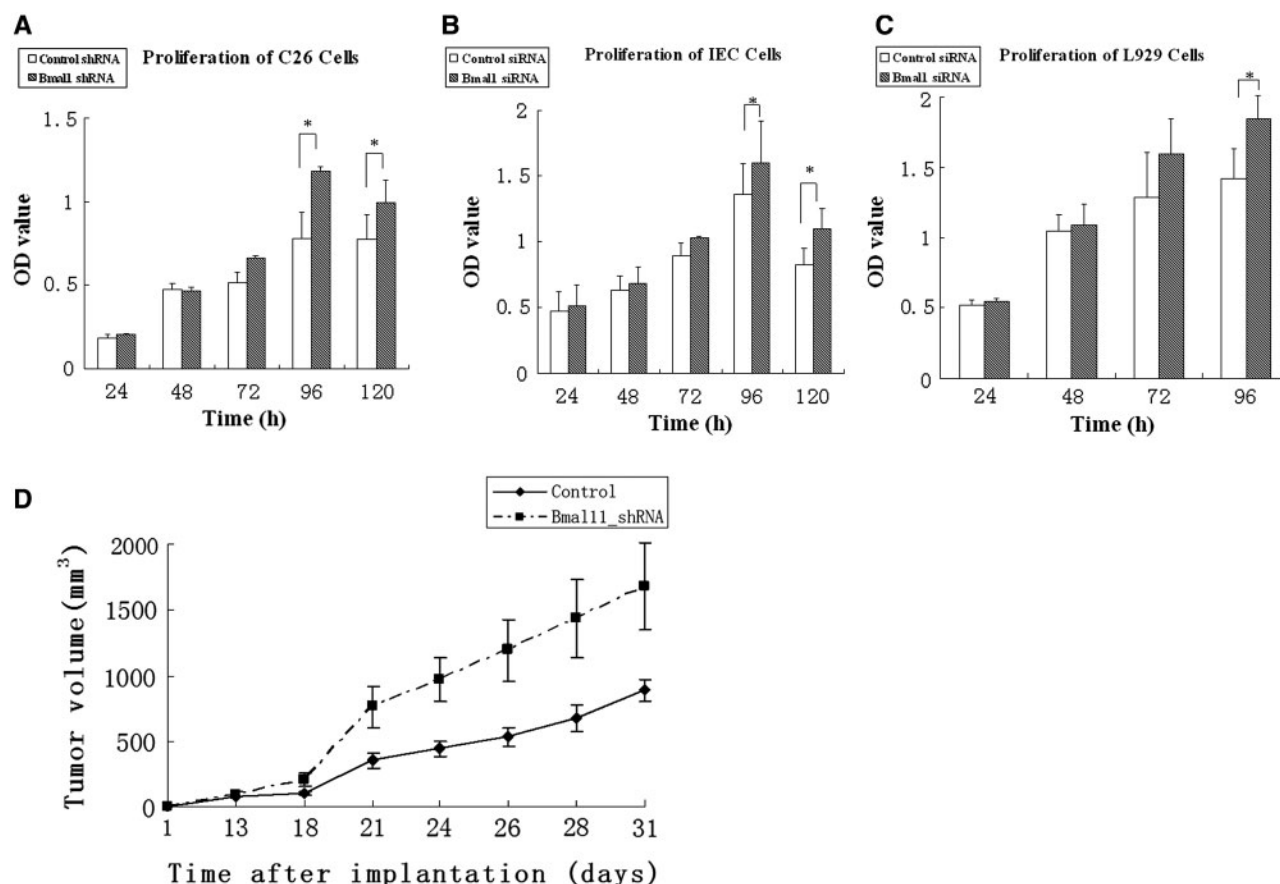 A
Proliferation of C26 Cells
Control shRNA
Bmal1 shRNA
1.5
1
0.5
0
OD value
* *
24 48 72 96 120
Time (h)
B
Proliferation of IEC Cells
Control siRNA
Bmal1 siRNA
2
1.5
1
0.5
0
OD value
* *
24 48 72 96 120
Time (h)
C
Proliferation of L929 Cells
Control siRNA
Bmal1 siRNA
2
1.5
1
0.5
0
OD value
*
24 48 72 96
Time (h)
D
Control
Bmal11_shRNA
2000
1500
1000
500
0
Tumor volume(mm³)
1 13 18 21 24 26 28 31
Time after implantation (days)